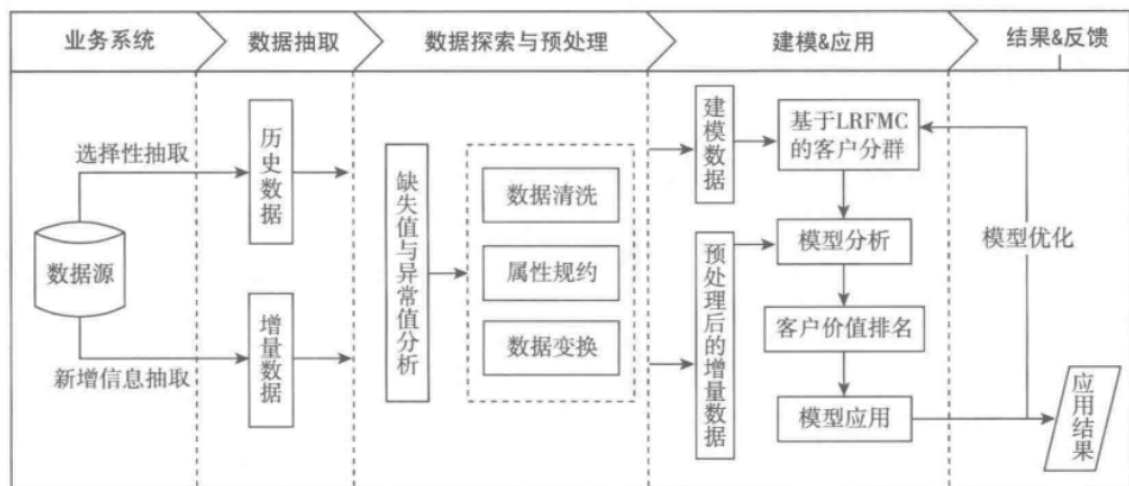 业务系统
数据抽取
数据探索与预处理
建模&应用
结果&反馈
选择性抽取
数据源
新增信息抽取
历史数据
增量数据
缺失值与异常值分析
数据清洗
属性规约
数据变换
建模数据
预处理后的增量数据
基于LRFMC
的客户分群
模型分析
客户价值排名
模型应用
模型优化
应用结果